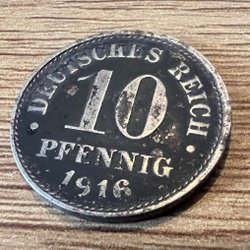 DEUTSCHES REICH
10
PFENNIG
1916